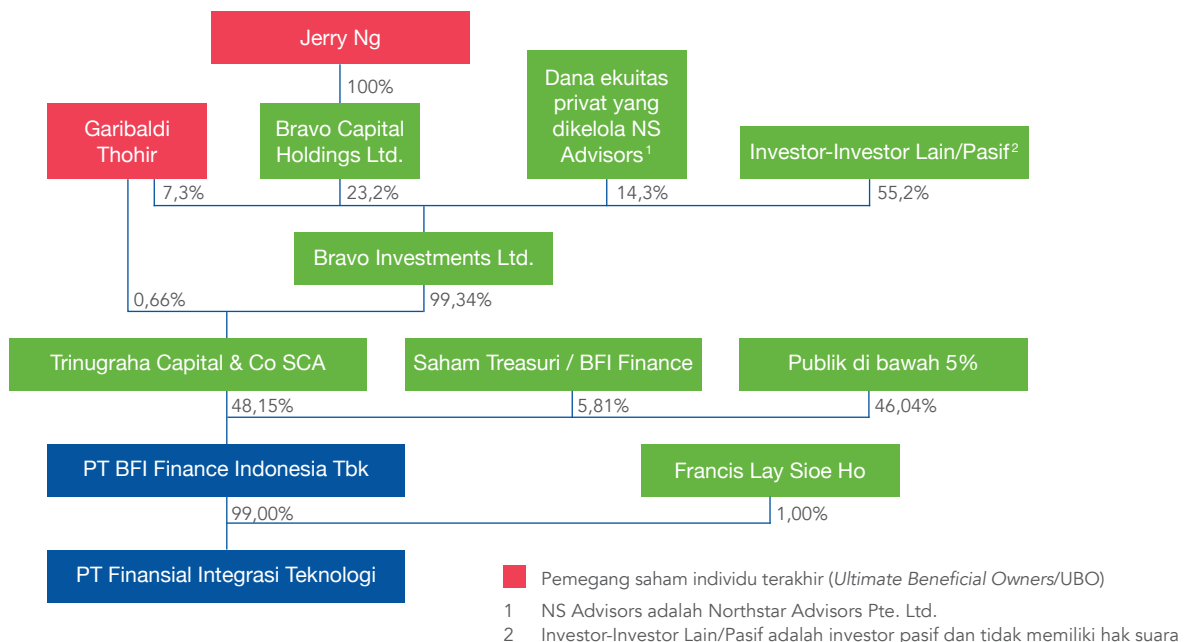 Jerry Ng
100%
Garibaldi
Thohir
Bravo Capital
Holdings Ltd.
Dana ekuitas
privat yang
dikelola NS
Advisors¹
Investor-Investor Lain/Pasif²
7,3%
23,2%
14,3%
55,2%
Bravo Investments Ltd.
0,66%
99,34%
Trinugraha Capital & Co SCA
Saham Treasuri / BFI Finance
Publik di bawah 5%
48,15%
5,81%
46,04%
PT BFI Finance Indonesia Tbk
Francis Lay Sioe Ho
99,00%
1,00%
PT Finansial Integrasi Teknologi
Pemegang saham individu terakhir (Ultimate Beneficial Owners/UBO)
1 NS Advisors adalah Northstar Advisors Pte. Ltd.
2 Investor-Investor Lain/Pasif adalah investor pasif dan tidak memiliki hak suara